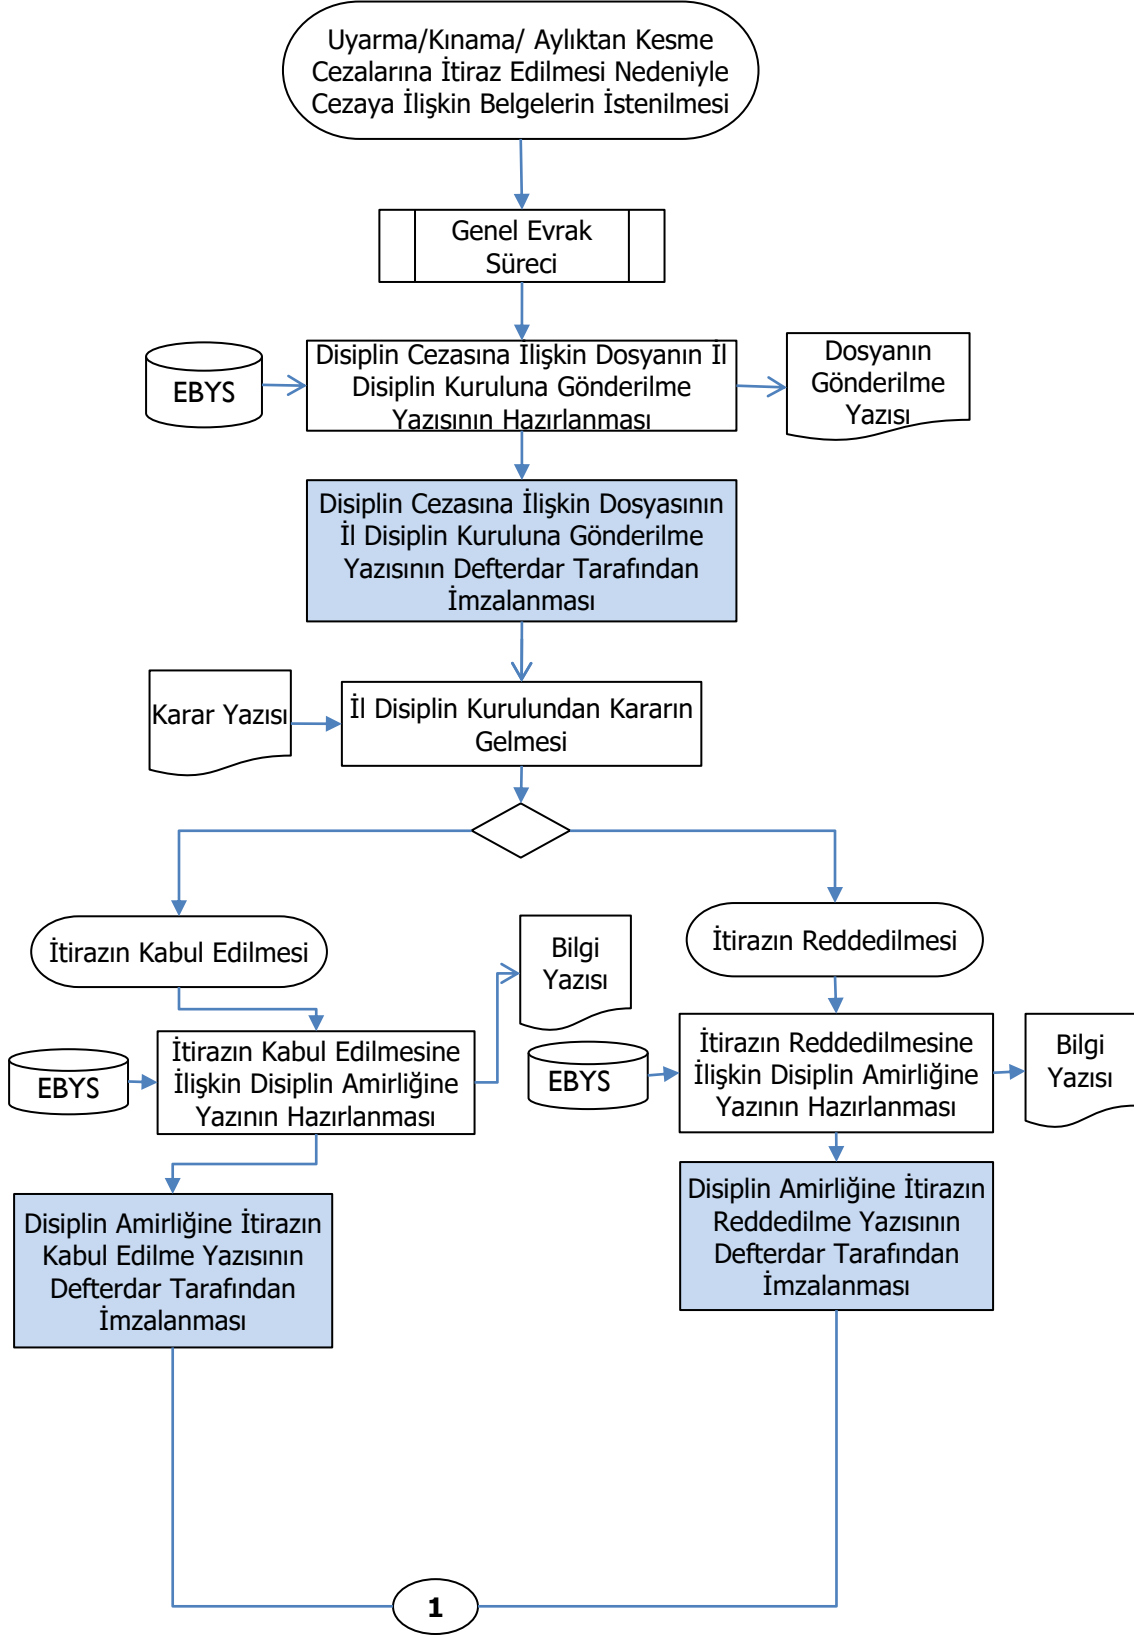 Uyarma/Kınama/ Aylıktan Kesme
Cezalarına İtiraz Edilmesi Nedeniyle
Cezaya İlişkin Belgelerin İstenilmesi
Genel Evrak
Süreci
EBYS
Disiplin Cezasına Ilişkin Dosyanın İl
Disiplin Kuruluna Gönderilme
Yazısının Hazırlanması
Dosyanın
Gönderilme
Yazısı
Disiplin Cezasına İlişkin Dosyasının
İl Disiplin Kuruluna Gönderilme
Yazısının Defterdar Tarafından
İmzalanması
Karar Yazısı
İl Disiplin Kurulundan Kararın
Gelmesi
İtirazın Kabul Edilmesi
Bilgi
Yazısı
İtirazın Reddedilmesi
EBYS
İtirazın Kabul Edilmesine
İlişkin Disiplin Amirliğine
Yazının Hazırlanması
EBYS
İtirazın Reddedilmesine
İlişkin Disiplin Amirliğine
Yazının Hazırlanması
Bilgi
Yazısı
Disiplin Amirliğine İtirazın
Kabul Edilme Yazısının
Defterdar Tarafından
İmzalanması
Disiplin Amirliğine İtirazın
Reddedilme Yazısının
Defterdar Tarafından
İmzalanması
1